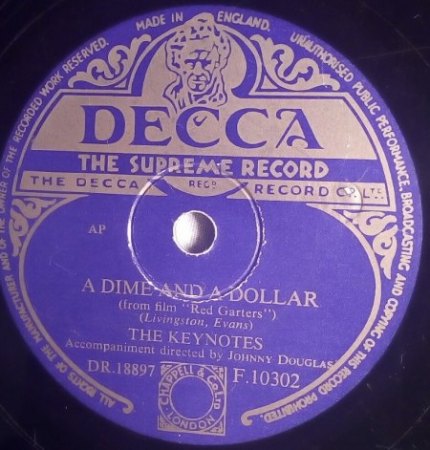 MADE IN ENGLAND.
ALL RIGHTS OF THE MANUFACTURER AND OF THE OWNER OF THE RECORDED WORK RESERVED.
UNAUTHORISED PUBLIC PERFORMANCE, BROADCASTING AND COPYING OF THIS RECORD PROHIBITED.
DECCA
THE SUPREME RECORD
THE DECCA REGD RECORD CO. LTD.
AP
A DIME AND A DOLLAR
(from film "Red Garters")
(Livingston, Evans)
THE KEYNOTES
Accompaniment directed by JOHNNY DOUGLAS
DR.18897 F.10302
CHAPPELL & CO LTD
LONDON